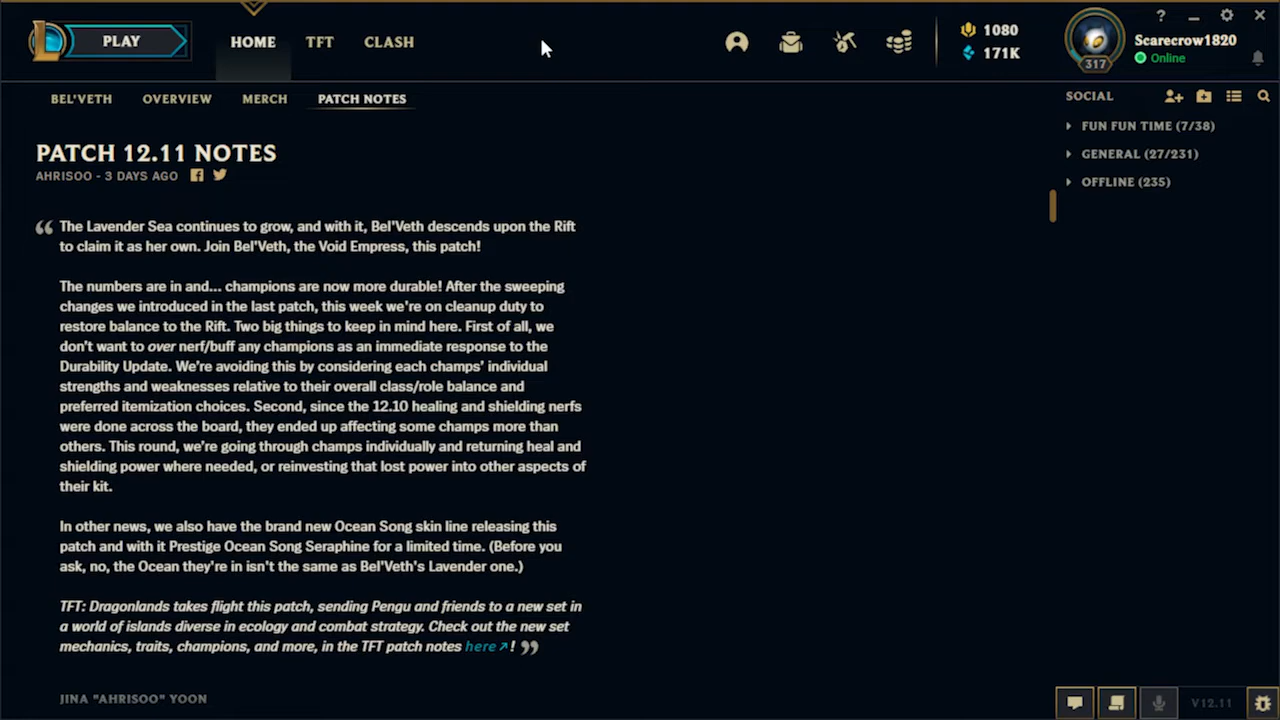 PLAY
HOME
TFT
CLASH
1080
171K
317
?
Scarecrow1820
Online
BEL'VETH
OVERVIEW
MERCH
PATCH NOTES
SOCIAL
FUN FUN TIME (7/38)
GENERAL (27/231)
OFFLINE (235)
PATCH 12.11 NOTES
AHRISOO - 3 DAYS AGO
“ The Lavender Sea continues to grow, and with it, Bel'Veth descends upon the Rift
to claim it as her own. Join Bel'Veth, the Void Empress, this patch!
The numbers are in and... champions are now more durable! After the sweeping
changes we introduced in the last patch, this week we're on cleanup duty to
restore balance to the Rift. Two big things to keep in mind here. First of all, we
don't want to over nerf/buff any champions as an immediate response to the
Durability Update. We're avoiding this by considering each champs' individual
strengths and weaknesses relative to their overall class/role balance and
preferred itemization choices. Second, since the 12.10 healing and shielding nerfs
were done across the board, they ended up affecting some champs more than
others. This round, we're going through champs individually and returning heal and
shielding power where needed, or reinvesting that lost power into other aspects of
their kit.
In other news, we also have the brand new Ocean Song skin line releasing this
patch and with it Prestige Ocean Song Seraphine for a limited time. (Before you
ask, no, the Ocean they're in isn't the same as Bel'Veth's Lavender one.)
TFT: Dragonlands takes flight this patch, sending Pengu and friends to a new set in
a world of islands diverse in ecology and combat strategy. Check out the new set
mechanics, traits, champions, and more, in the TFT patch notes here↗! ”
JINA "AHRISOO" YOON
V12.11